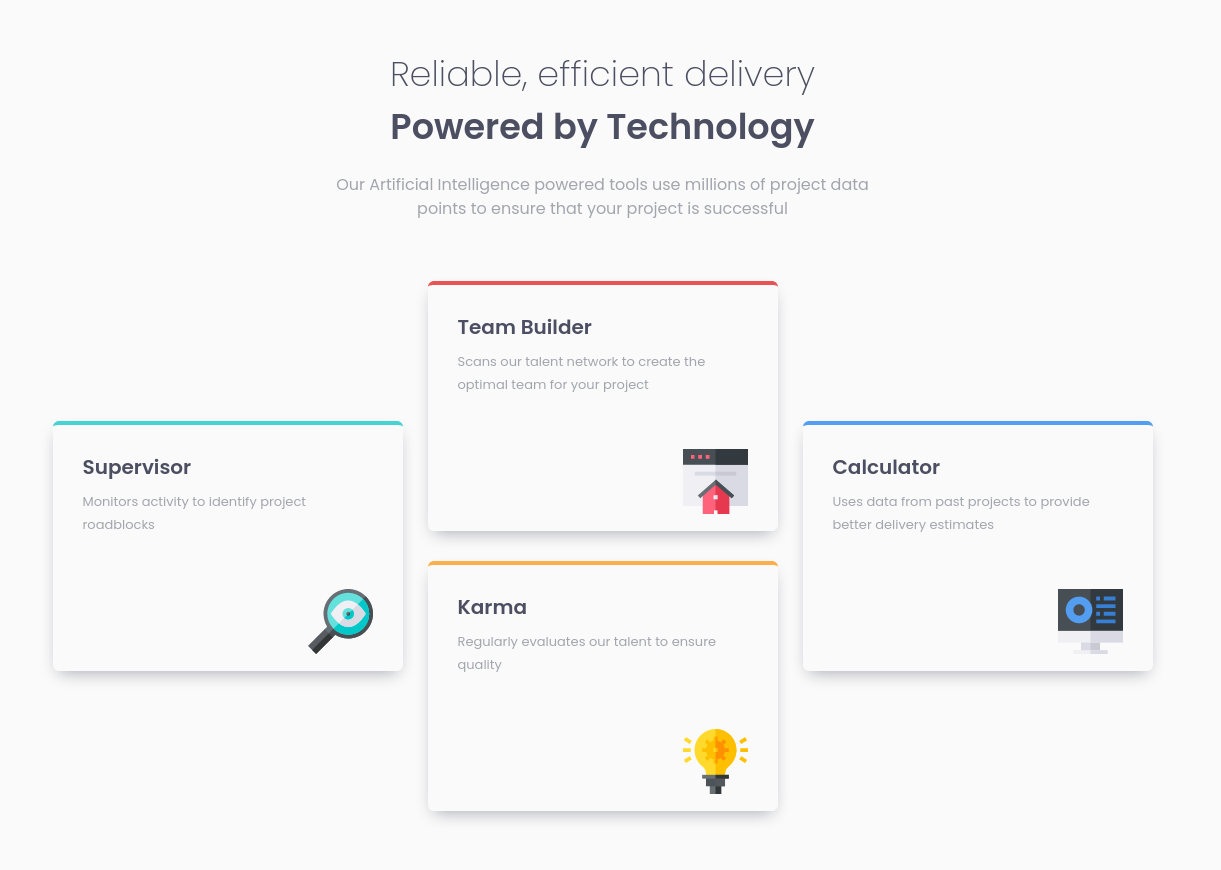 Reliable, efficient delivery
Powered by Technology
Our Artificial Intelligence powered tools use millions of project data
points to ensure that your project is successful
Team Builder
Scans our talent network to create the
optimal team for your project
Supervisor
Monitors activity to identify project
roadblocks
Calculator
Uses data from past projects to provide
better delivery estimates
Karma
Regularly evaluates our talent to ensure
quality